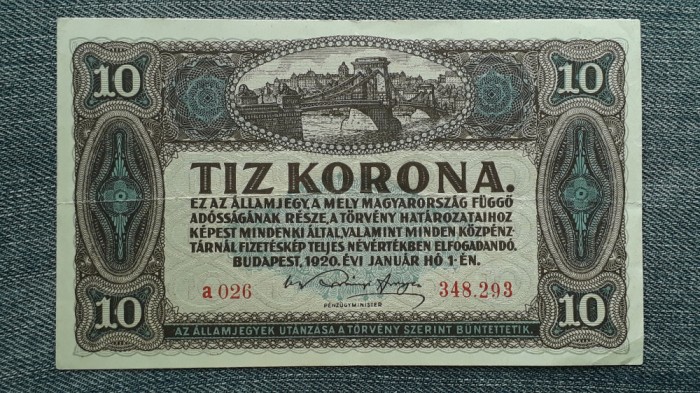 10 10
TIZ KORONA.
EZ AZ ÁLLAMJEGY, A MELY MAGYARORSZÁG FÜGGŐ
ADÓSSÁGÁNAK RÉSZE, A TÖRVÉNY HATÁROZATAIHOZ
KÉPEST MINDENKI ÁLTAL, VALAMINT MINDEN KÖZPÉNZ-
TÁRNÁL FIZETÉSKÉP TELJES NÉVÉRTÉKBEN ELFOGADANDÓ.
BUDAPEST, 1920. ÉVI JANUÁR HÓ 1-ÉN.
a 026 348.293
PÉNZÜGYMINISTER
10 10
AZ ÁLLAMJEGYEK UTÁNZÁSA A TÖRVÉNY SZERINT BÜNTETTETIK.